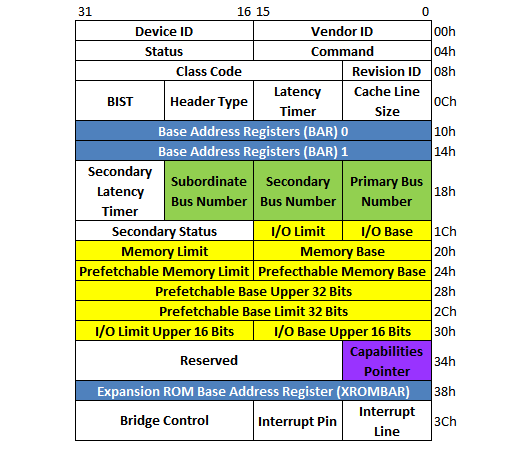 31 16 15 0
Device ID Vendor ID 00h
Status Command 04h
Class Code Revision ID 08h
BIST Header Type Latency Timer Cache Line Size 0Ch
Base Address Registers (BAR) 0 10h
Base Address Registers (BAR) 1 14h
Secondary Latency Timer Subordinate Bus Number Secondary Bus Number Primary Bus Number 18h
Secondary Status I/O Limit I/O Base 1Ch
Memory Limit Memory Base 20h
Prefetchable Memory Limit Prefecthable Memory Base 24h
Prefectchable Base Upper 32 Bits 28h
Prefetchable Base Limit 32 Bits 2Ch
I/O Limit Upper 16 Bits I/O Base Upper 16 Bits 30h
Reserved Capabilities Pointer 34h
Expansion ROM Base Address Register (XROMBAR) 38h
Bridge Control Interrupt Pin Interrupt Line 3Ch